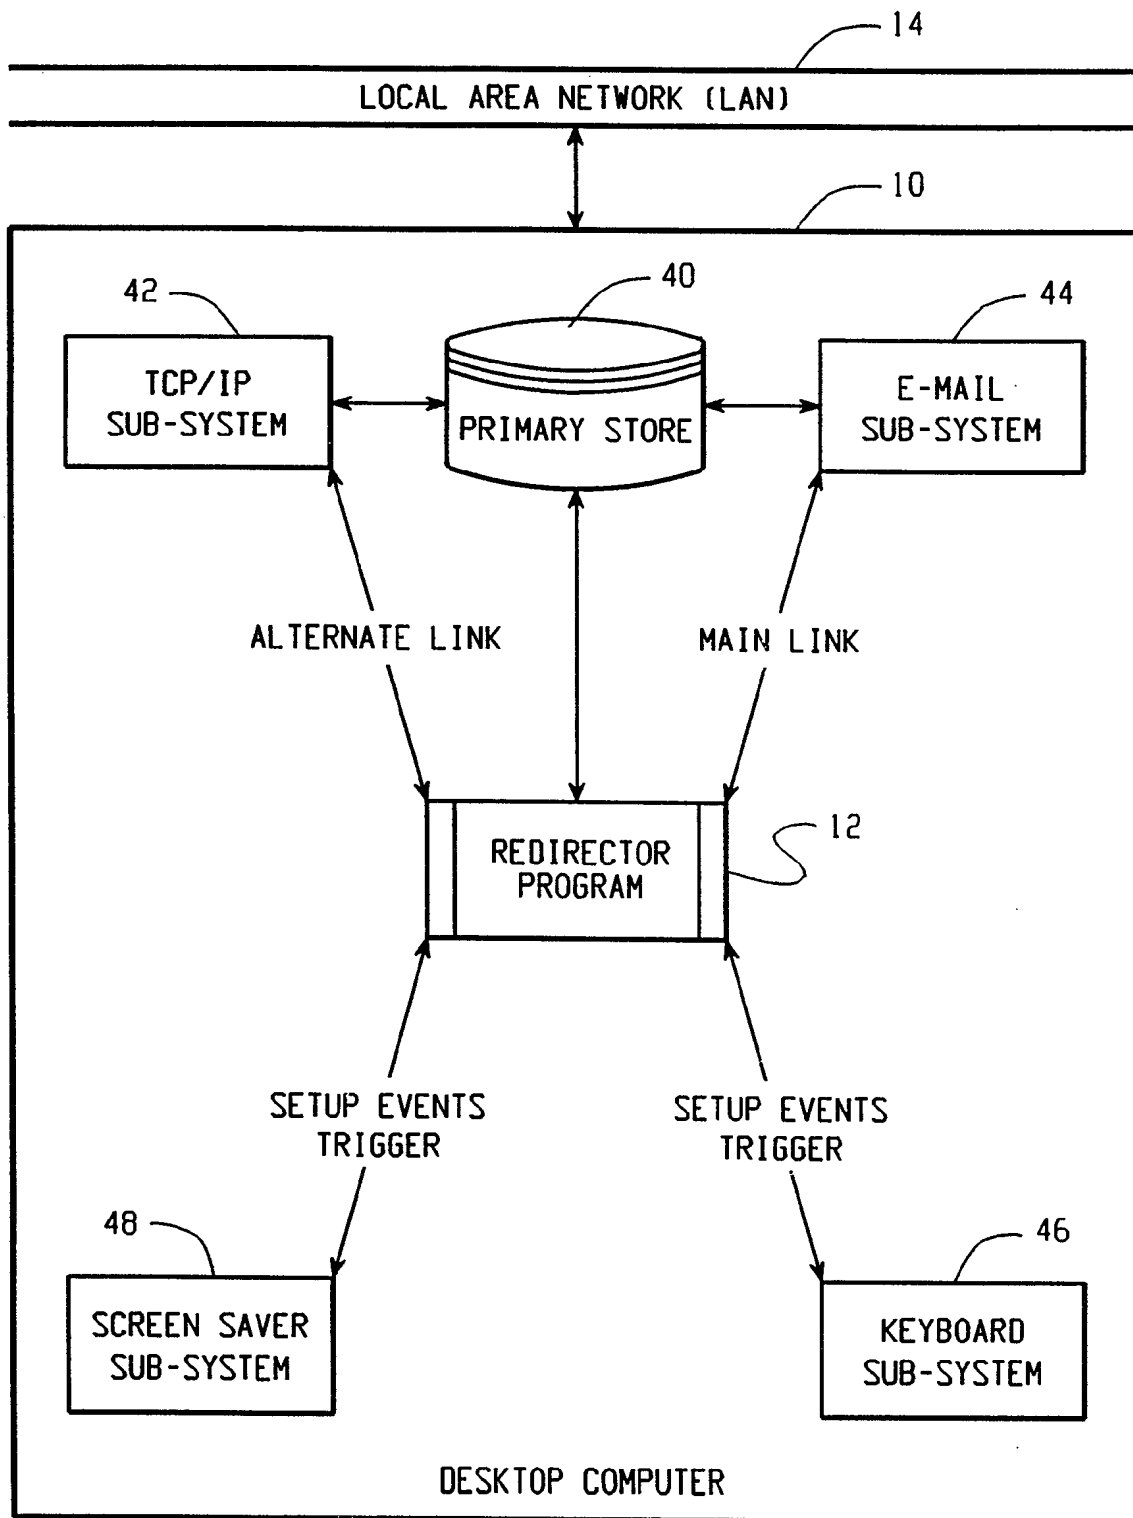 14
LOCAL AREA NETWORK (LAN)
10
42
40
44
TCP/IP
SUB-SYSTEM
PRIMARY STORE
E-MAIL
SUB-SYSTEM
ALTERNATE LINK
MAIN LINK
12
REDIRECTOR
PROGRAM
SETUP EVENTS
TRIGGER
SETUP EVENTS
TRIGGER
48
46
SCREEN SAVER
SUB-SYSTEM
KEYBOARD
SUB-SYSTEM
DESKTOP COMPUTER